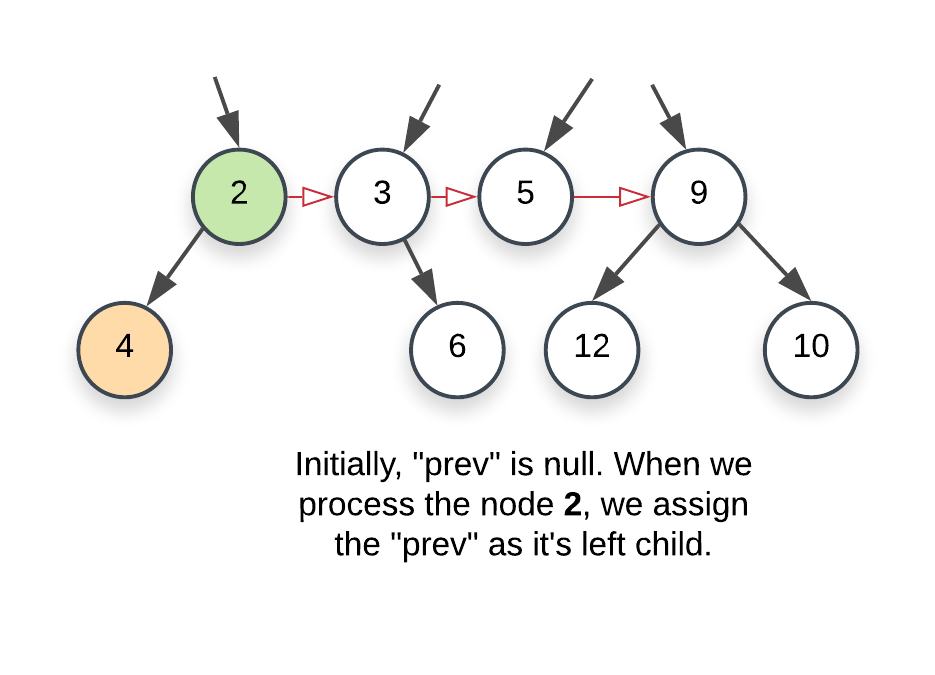 2 3 5 9
4 6 12 10
Initially, "prev" is null. When we
process the node 2, we assign
the "prev" as it's left child.